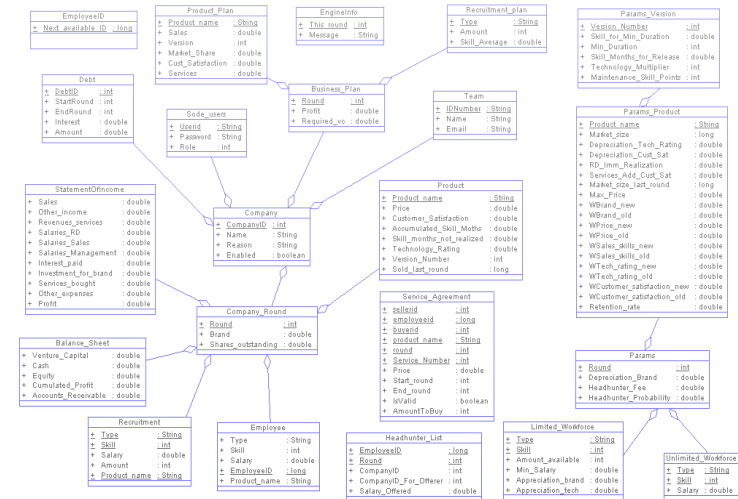 EmployeeID
+ Next_available_ID : long
Product_Plan
+ Product_name : String
+ Sales : double
+ Version : int
+ Market_Share : double
+ Cust_Satisfaction : double
+ Services : double
EngineInfo
+ This_round : int
+ Message : String
Recruitment_plan
+ Type : String
+ Amount : int
+ Skill_Average : double
Params_Version
+ Version_Number : int
+ Skill_for_Min_Duration : double
+ Min_Duration : int
+ Skill_Months_for_Release : double
+ Technology_Multiplier : int
+ Maintenance_Skill_Points : int
Debt
+ DebtID : int
+ StartRound : int
+ EndRound : int
+ Interest : double
+ Amount : double
Sode_users
+ Userid : String
+ Password : String
+ Role : int
Business_Plan
+ Round : int
+ Profit : double
+ Required_vc : double
Team
+ IDNumber : String
+ Name : String
+ Email : String
Params_Product
+ Product_name : String
+ Market_size : long
+ Depreciation_Tech_Rating : double
+ Depreciation_Cust_Sat : double
+ RD_Imm_Realization : double
+ Services_Add_Cust_Sat : double
+ Market_size_last_round : long
+ Max_Price : double
+ WBrand_new : double
+ WBrand_old : double
+ WPrice_new : double
+ WPrice_old : double
+ WSales_skills_new : double
+ WSales_skills_old : double
+ WTech_rating_new : double
+ WTech_rating_old : double
+ WCustomer_satisfaction_new : double
+ WCustomer_satisfaction_old : double
+ Retention_rate : double
StatementOfIncome
+ Sales : double
+ Other_income : double
+ Revenues_services : double
+ Salaries_RD : double
+ Salaries_Sales : double
+ Salaries_Management : double
+ Interest_paid : double
+ Investment_for_brand : double
+ Services_bought : double
+ Other_expenses : double
+ Profit : double
Company
+ CompanyID : int
+ Name : String
+ Reason : String
+ Enabled : boolean
Product
+ Product_name : String
+ Price : double
+ Customer_Satisfaction : double
+ Accumulated_Skill_Moths : double
+ Skill_months_not_realized : double
+ Technology_Rating : double
+ Version_Number : int
+ Sold_last_round : long
Company_Round
+ Round : int
+ Brand : double
+ Shares_outstanding : double
Service_Agreement
+ sellerid : int
+ employeeid : long
+ buyerid : int
+ product_name : String
+ round : int
+ Service_Number : int
+ Price : double
+ Start_round : int
+ End_round : int
+ IsValid : boolean
+ AmountToBuy : int
Balance_Sheet
+ Venture_Capital : double
+ Cash : double
+ Equity : double
+ Cumulated_Profit : double
+ Accounts_Receivable : double
Params
+ Round : int
+ Depreciation_Brand : double
+ Headhunter_Fee : double
+ Headhunter_Probability : double
Recruitment
+ Type : String
+ Skill : int
+ Salary : double
+ Amount : int
+ Product_name : String
Employee
+ Type : String
+ Skill : int
+ Salary : double
+ EmployeeID : long
+ Product_name : String
Headhunter_List
+ EmployeeID : long
+ Round : int
+ CompanyID : int
+ CompanyID_For_Offerer : int
+ Salary_Offered : double
Limited_Workforce
+ Type : String
+ Skill : int
+ Amount_available : int
+ Min_Salary : double
+ Appreciation_brand : double
+ Appreciation_tech : double
Unlimited_Workforce
+ Type : String
+ Skill : int
+ Salary : double